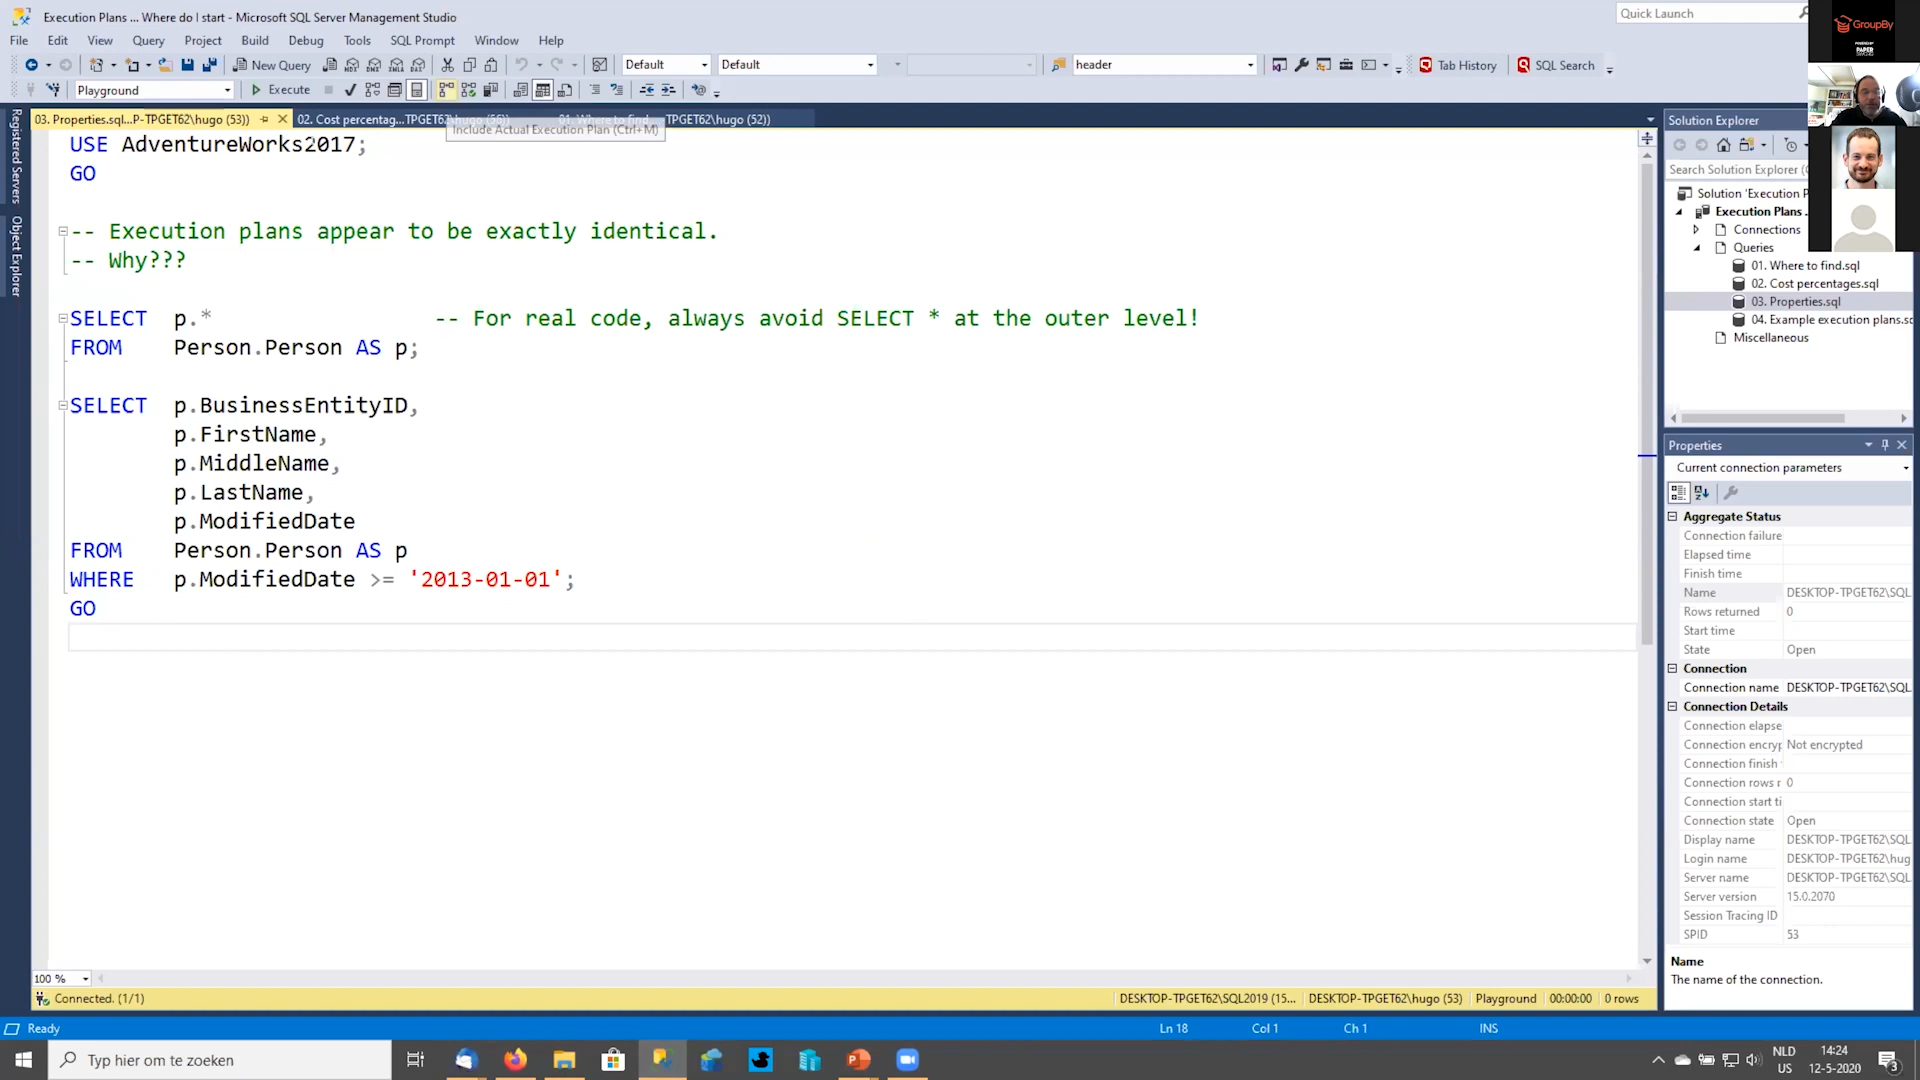 Execution Plans ... Where do I start - Microsoft SQL Server Management Studio
Quick Launch
GroupBy
POWERED BY
File Edit View Query Project Build Debug Tools SQL Prompt Window Help
New Query
Default
Default
header
Tab History
SQL Search
Playground
Execute
03. Properties.sql...P-TPGET62\hugo (53))
02. Cost percentag...TPGET62\hugo (56))
01. Where to find...-TPGET62\hugo (52))
Include Actual Execution Plan (Ctrl+M)
Registered Servers
Object Explorer
USE AdventureWorks2017;
GO
-- Execution plans appear to be exactly identical.
-- Why???
SELECT p.* -- For real code, always avoid SELECT * at the outer level!
FROM Person.Person AS p;
SELECT p.BusinessEntityID,
p.FirstName,
p.MiddleName,
p.LastName,
p.ModifiedDate
FROM Person.Person AS p
WHERE p.ModifiedDate >= '2013-01-01';
GO
100 %
Connected. (1/1)
DESKTOP-TPGET62\SQL2019 (15...
DESKTOP-TPGET62\hugo (53)
Playground
00:00:00
0 rows
Solution Explorer
Search Solution Explorer (
Solution 'Execution P
Execution Plans .
Connections
Queries
01. Where to find.sql
02. Cost percentages.sql
03. Properties.sql
04. Example execution plans.sq
Miscellaneous
Properties
Current connection parameters
Aggregate Status
Connection failure
Elapsed time
Finish time
Name DESKTOP-TPGET62\SQL
Rows returned 0
Start time
State Open
Connection
Connection name DESKTOP-TPGET62\SQL
Connection Details
Connection elapse
Connection encryp Not encrypted
Connection finish
Connection rows r 0
Connection start ti
Connection state Open
Display name DESKTOP-TPGET62\SQL
Login name DESKTOP-TPGET62\hug
Server name DESKTOP-TPGET62\SQL
Server version 15.0.2070
Session Tracing ID
SPID 53
Name
The name of the connection.
Ready
Ln 18
Col 1
Ch 1
INS
Typ hier om te zoeken
NLD
US
14:24
12-5-2020
3